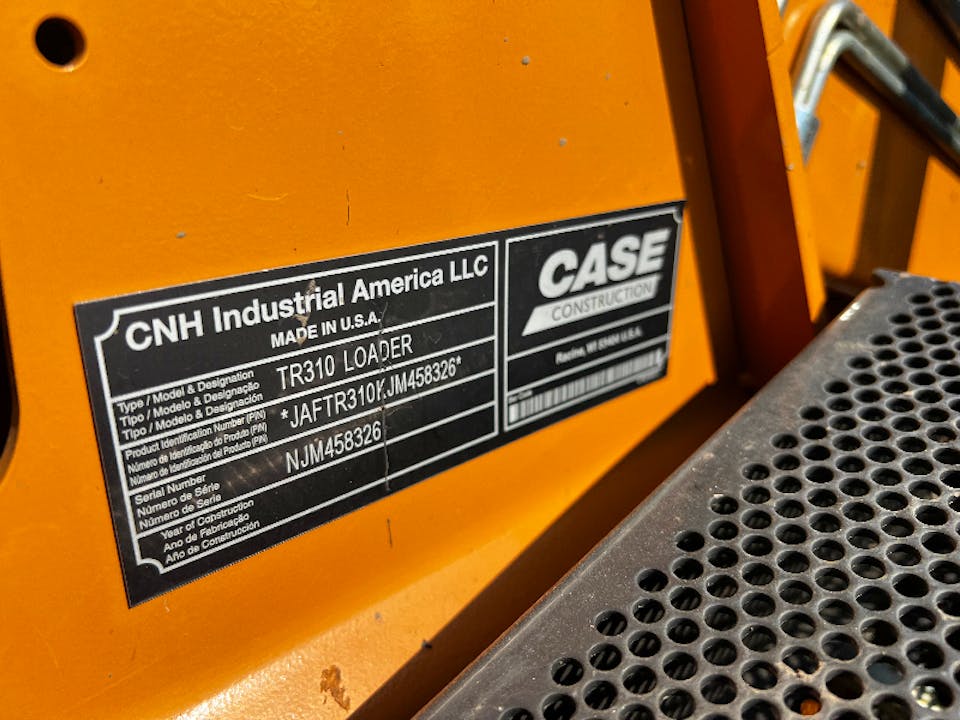 CNH Industrial America LLC
MADE IN U.S.A.
Type / Model & Designation
Tipo / Modelo & Designação
Tipo / Modelo & Designación
TR310 LOADER
Product Identification Number (PIN)
Número de Identificação do Produto (PIN)
Número de Identificación del Producto (PIN)
*JAFTR310KJM458326*
Serial Number
Número de Série
Número de Serie
NJM458326
Year of Construction
Ano de Fabricação
Año de Construcción
CASE
CONSTRUCTION
Racine, WI 53404 U.S.A.